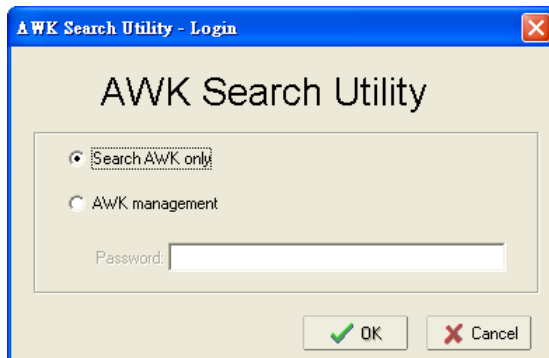 AWK Search Utility - Login
AWK Search Utility
Search AWK only
AWK management
Password:
OK
Cancel